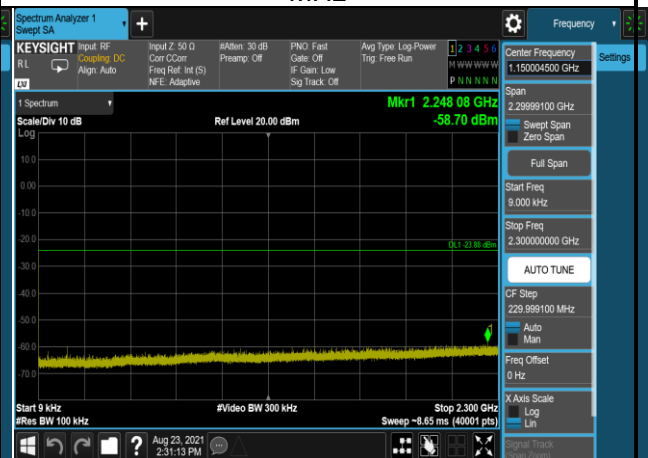 Spectrum Analyzer 1
Swept SA
+
Frequency
KEYSIGHT
RL
LXI
Input: RF
Coupling: DC
Align: Auto
Input Z: 50 Ω
Corr CCorr
Freq Ref: Int (S)
NFE: Adaptive
#Atten: 30 dB
Preamp: Off
PNO: Fast
Gate: Off
IF Gain: Low
Sig Track: Off
Avg Type: Log-Power
Trig: Free Run
1 2 3 4 5 6
M W W W W W
P N N N N N
1 Spectrum
Scale/Div 10 dB
Log
Ref Level 20.00 dBm
Mkr1 2.248 08 GHz
-58.70 dBm
10.0
0.00
-10.0
-20.0
-30.0
-40.0
-50.0
-60.0
-70.0
DL1 -23.88 dBm
1
Start 9 kHz
#Res BW 100 kHz
#Video BW 300 kHz
Stop 2.300 GHz
Sweep ~8.65 ms (40001 pts)
Aug 23, 2021
2:31:13 PM
?
Center Frequency
1.150004500 GHz
Settings
Span
2.29999100 GHz
Swept Span
Zero Span
Full Span
Start Freq
9.000 kHz
Stop Freq
2.300000000 GHz
AUTO TUNE
CF Step
229.999100 MHz
Auto
Man
Freq Offset
0 Hz
X Axis Scale
Log
Lin
Signal Track
(Span Zoom)